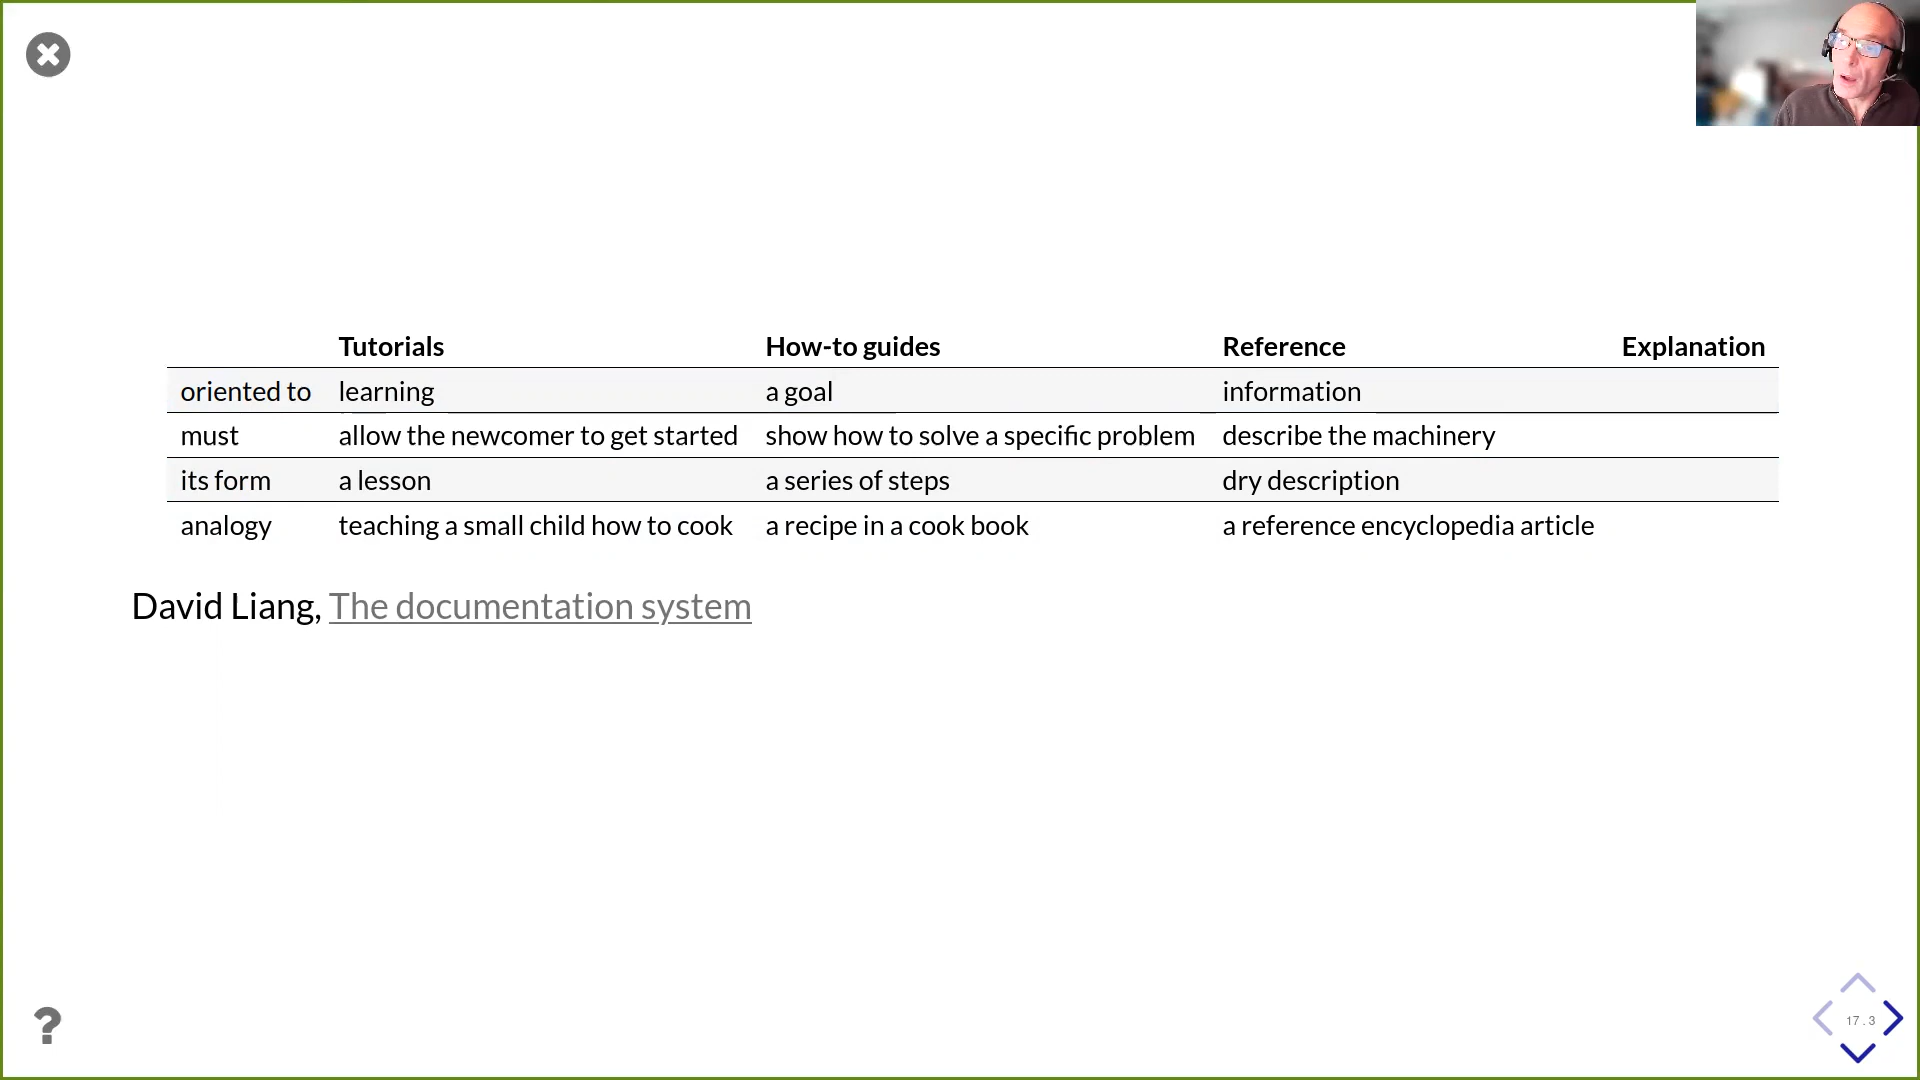 Tutorials How-to guides Reference Explanation
oriented to learning a goal information
must allow the newcomer to get started show how to solve a specific problem describe the machinery
its form a lesson a series of steps dry description
analogy teaching a small child how to cook a recipe in a cook book a reference encyclopedia article
David Liang, The documentation system
?
17.3